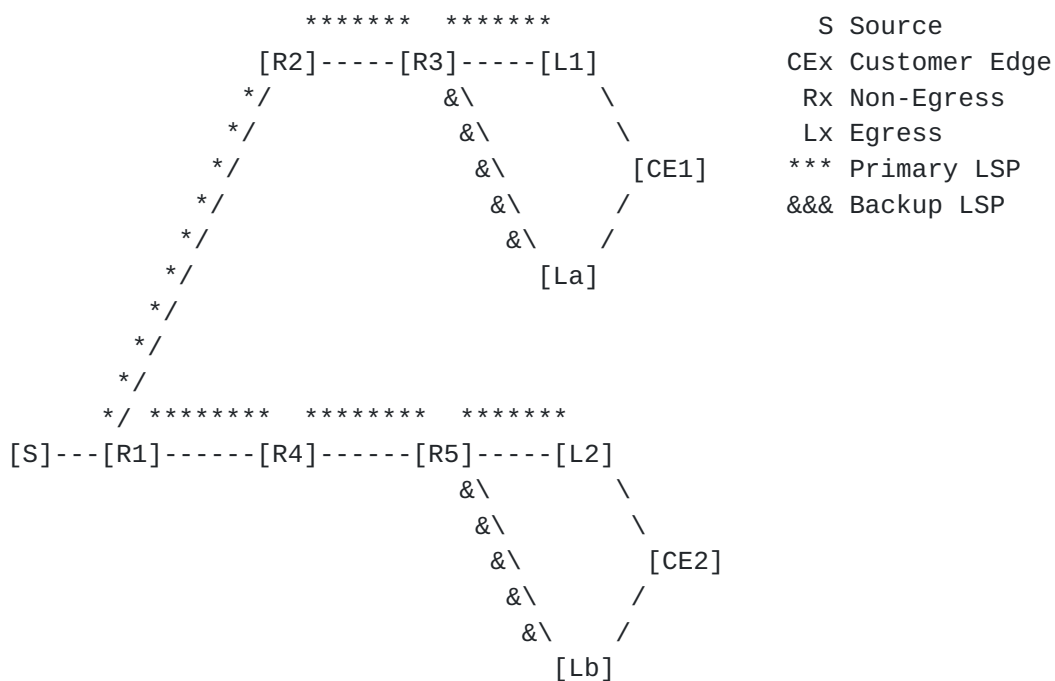 *******  *******                 S Source
                [R2]-----[R3]-----[L1]            CEx Customer Edge
               */           &\        \            Rx Non-Egress
              */             &\        \           Lx Egress
             */               &\        [CE1]     *** Primary LSP
            */                 &\      /          &&& Backup LSP
           */                   &\    /
          */                     [La]
         */
        */
       */
      */ ********  ********  *******
[S]---[R1]------[R4]------[R5]-----[L2]
                             &\        \
                              &\        \
                               &\        [CE2]
                                &\      /
                                 &\    /
                                   [Lb]